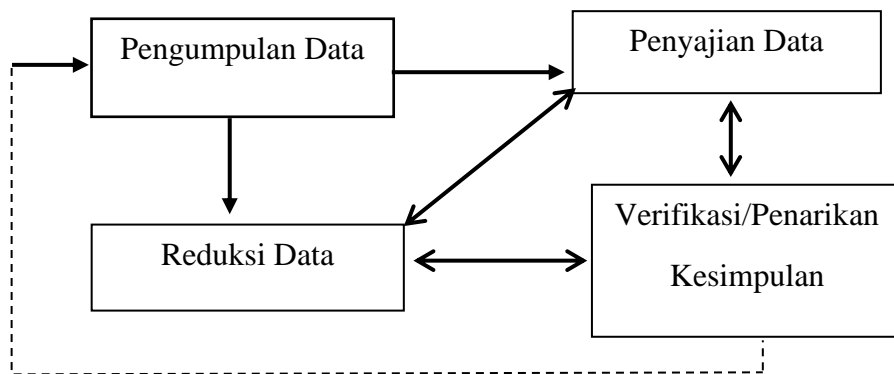 Pengumpulan Data
Penyajian Data
Reduksi Data
Verifikasi/Penarikan
Kesimpulan